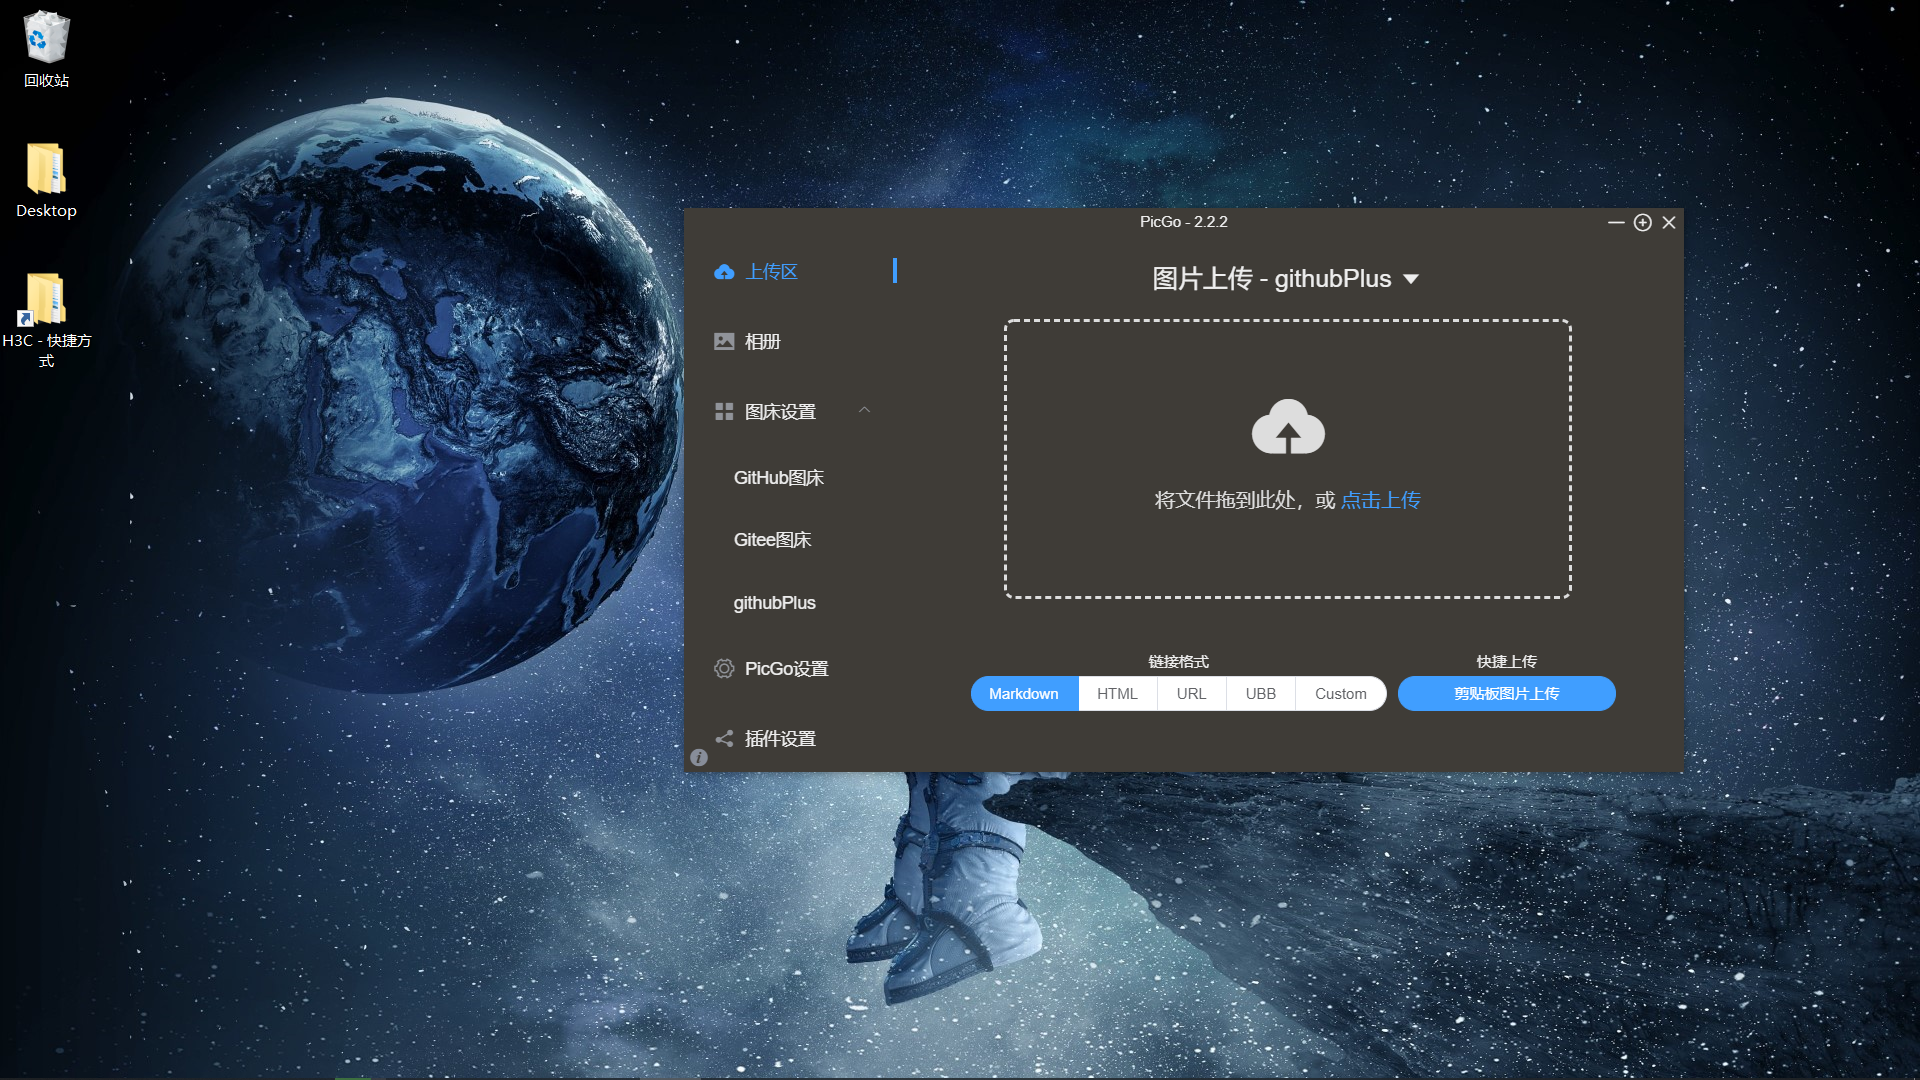 回收站
Desktop
H3C - 快捷方
式
PicGo - 2.2.2
上传区
相册
图床设置
GitHub图床
Gitee图床
githubPlus
PicGo设置
插件设置
图片上传 - githubPlus
将文件拖到此处，或 点击上传
链接格式
快捷上传
Markdown HTML URL UBB Custom
剪贴板图片上传